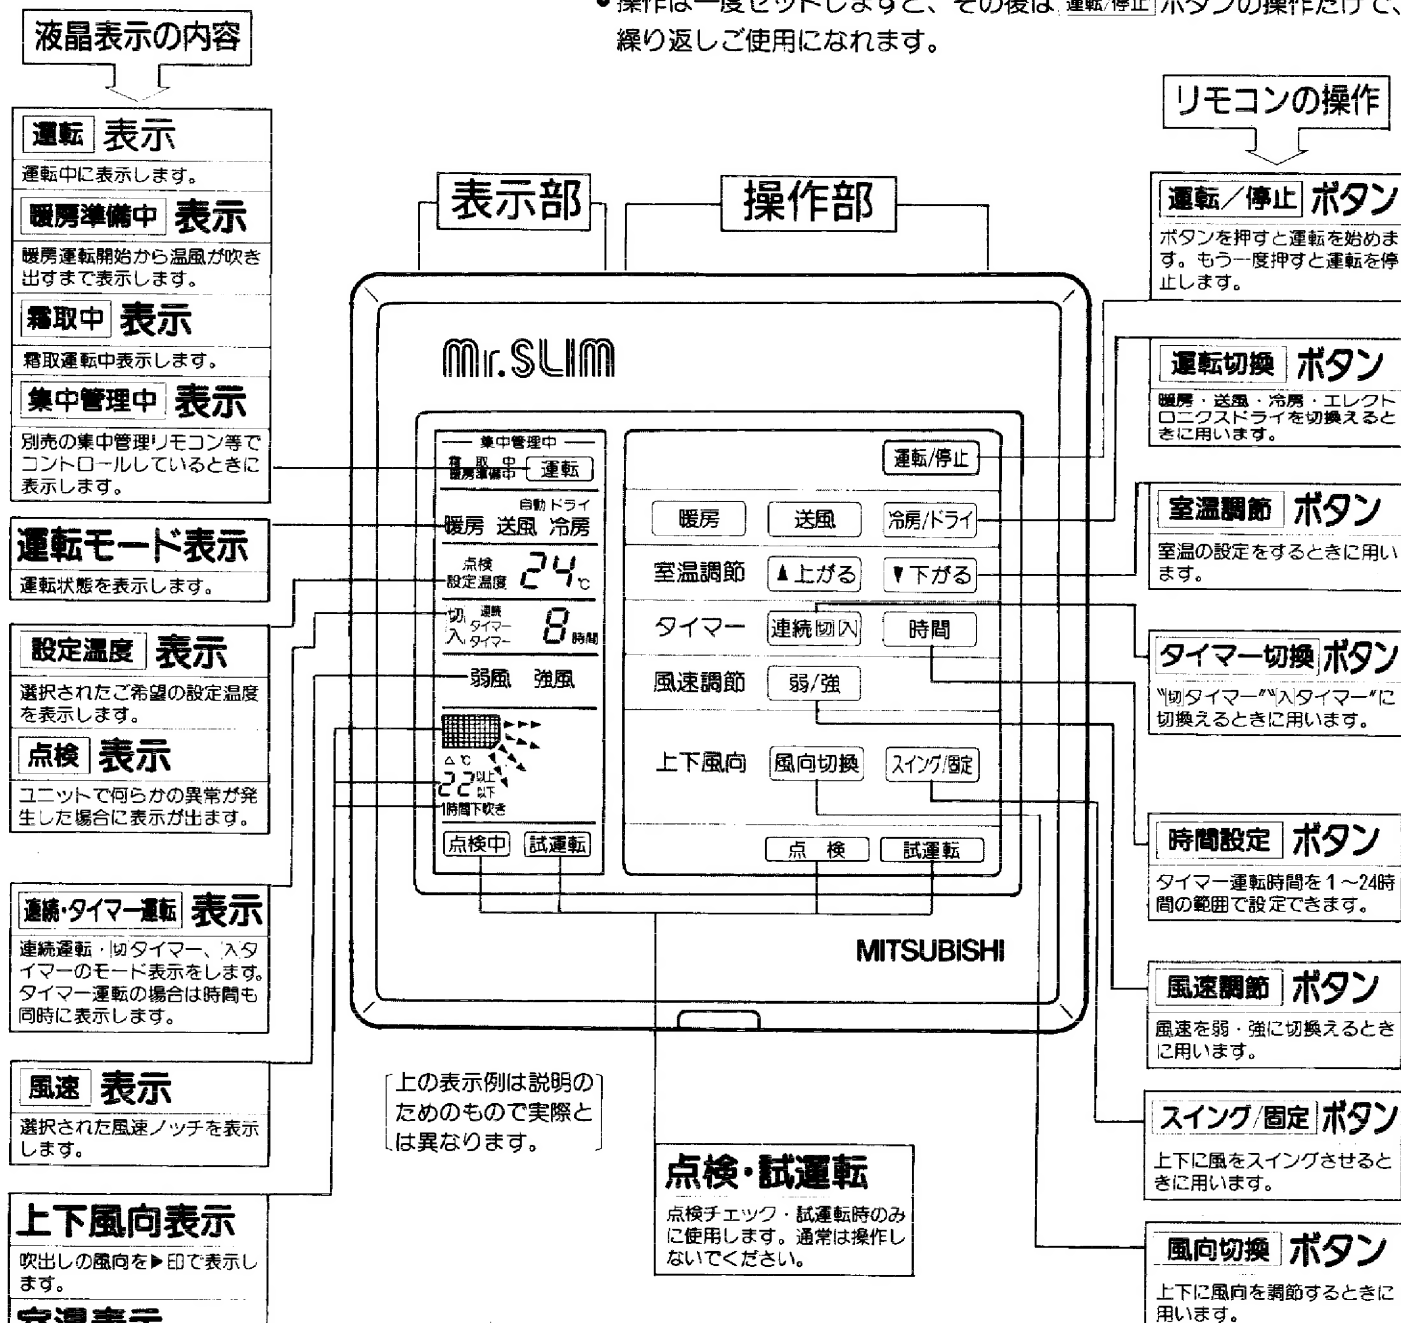 ●操作は一度セットしますと、その後は 運転/停止 ボタンの操作だけで、
繰り返しご使用になれます。
液晶表示の内容
運転 表示
運転中に表示します。
暖房準備中 表示
暖房運転開始から温風が吹き
出すまで表示します。
霜取中 表示
霜取運転中表示します。
集中管理中 表示
別売の集中管理リモコン等で
コントロールしているときに
表示します。
運転モード表示
運転状態を表示します。
設定温度 表示
選択されたご希望の設定温度
を表示します。
点検 表示
ユニットで何らかの異常が発
生した場合に表示が出ます。
連続・タイマー運転 表示
連続運転・切タイマー、入タ
イマーのモード表示をします。
タイマー運転の場合は時間も
同時に表示します。
風速 表示
選択された風速ノッチを表示
します。
上下風向表示
吹出しの風向を▶印で表示し
ます。
室温表示
表示部
操作部
Mr.SLIM
集中管理中
霜取中
暖房準備中 運転
自動 ドライ
暖房 送風 冷房
点検
設定温度 24℃
連続
切 タイマー
入 タイマー
8 時間
弱風 強風
△℃
22 以上
以下
1時間下吹き
点検中 試運転
運転/停止
暖房 送風 冷房/ドライ
室温調節 ▲上がる ▼下がる
タイマー 連続切入 時間
風速調節 弱/強
上下風向 風向切換 スイング/固定
点 検 試運転
MITSUBISHI
上の表示例は説明の
ためのもので実際と
は異なります。
点検・試運転
点検チェック・試運転時のみ
に使用します。通常は操作し
ないでください。
リモコンの操作
運転/停止 ボタン
ボタンを押すと運転を始めま
す。もう一度押すと運転を停
止します。
運転切換 ボタン
暖房・送風・冷房・エレクト
ロニクスドライを切換えると
きに用います。
室温調節 ボタン
室温の設定をするときに用い
ます。
タイマー切換 ボタン
“切タイマー”“入タイマー”に
切換えるときに用います。
時間設定 ボタン
タイマー運転時間を1～24時
間の範囲で設定できます。
風速調節 ボタン
風速を弱・強に切換えるとき
に用います。
スイング/固定 ボタン
上下に風をスイングさせると
きに用います。
風向切換 ボタン
上下に風向を調節するときに
用います。